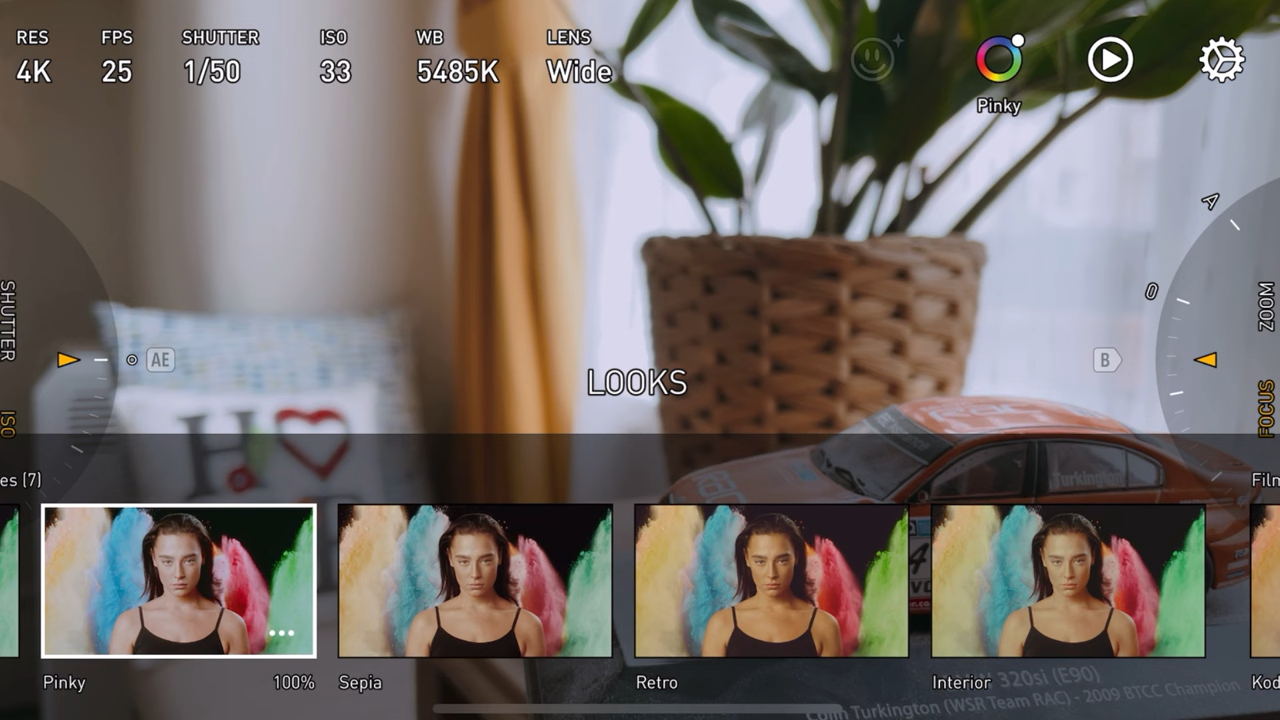 RES FPS SHUTTER ISO WB LENS
4K 25 1/50 33 5485K Wide
Pinky
A
0
SHUTTER
ZOOM
AE
B
LOOKS
ISO
FOCUS
Turkington
es (7)
Film
4
Pinky 100% Sepia Retro Interior Kod
320si (E90)
Colin Turkington (WSR Team RAC) - 2009 BTCC Champion